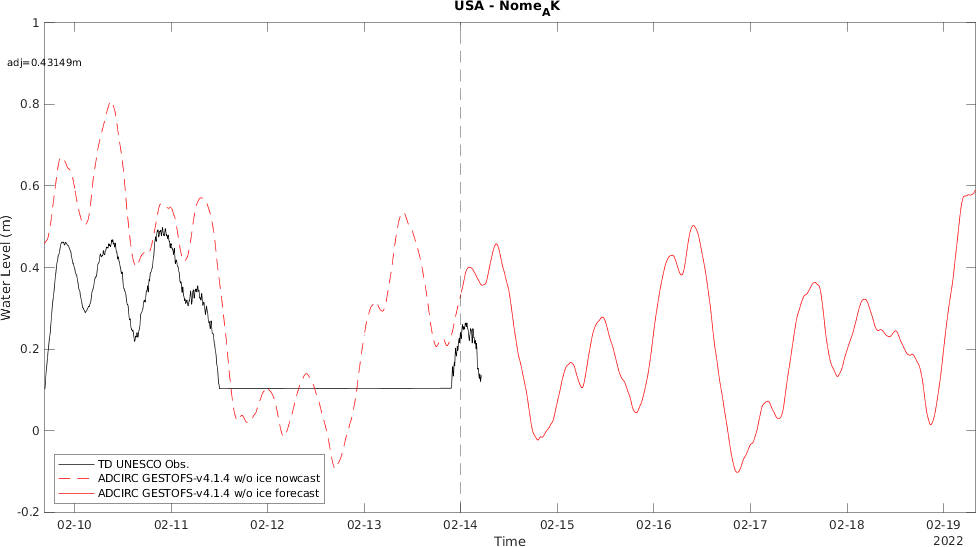 USA - Nome_AK
1
adj=0.43149m
0.8
0.6
0.4
0.2
0
-0.2
Water Level (m)
TD UNESCO Obs.
ADCIRC GESTOFS-v4.1.4 w/o ice nowcast
ADCIRC GESTOFS-v4.1.4 w/o ice forecast
02-10 02-11 02-12 02-13 02-14 02-15 02-16 02-17 02-18 02-19
Time
2022